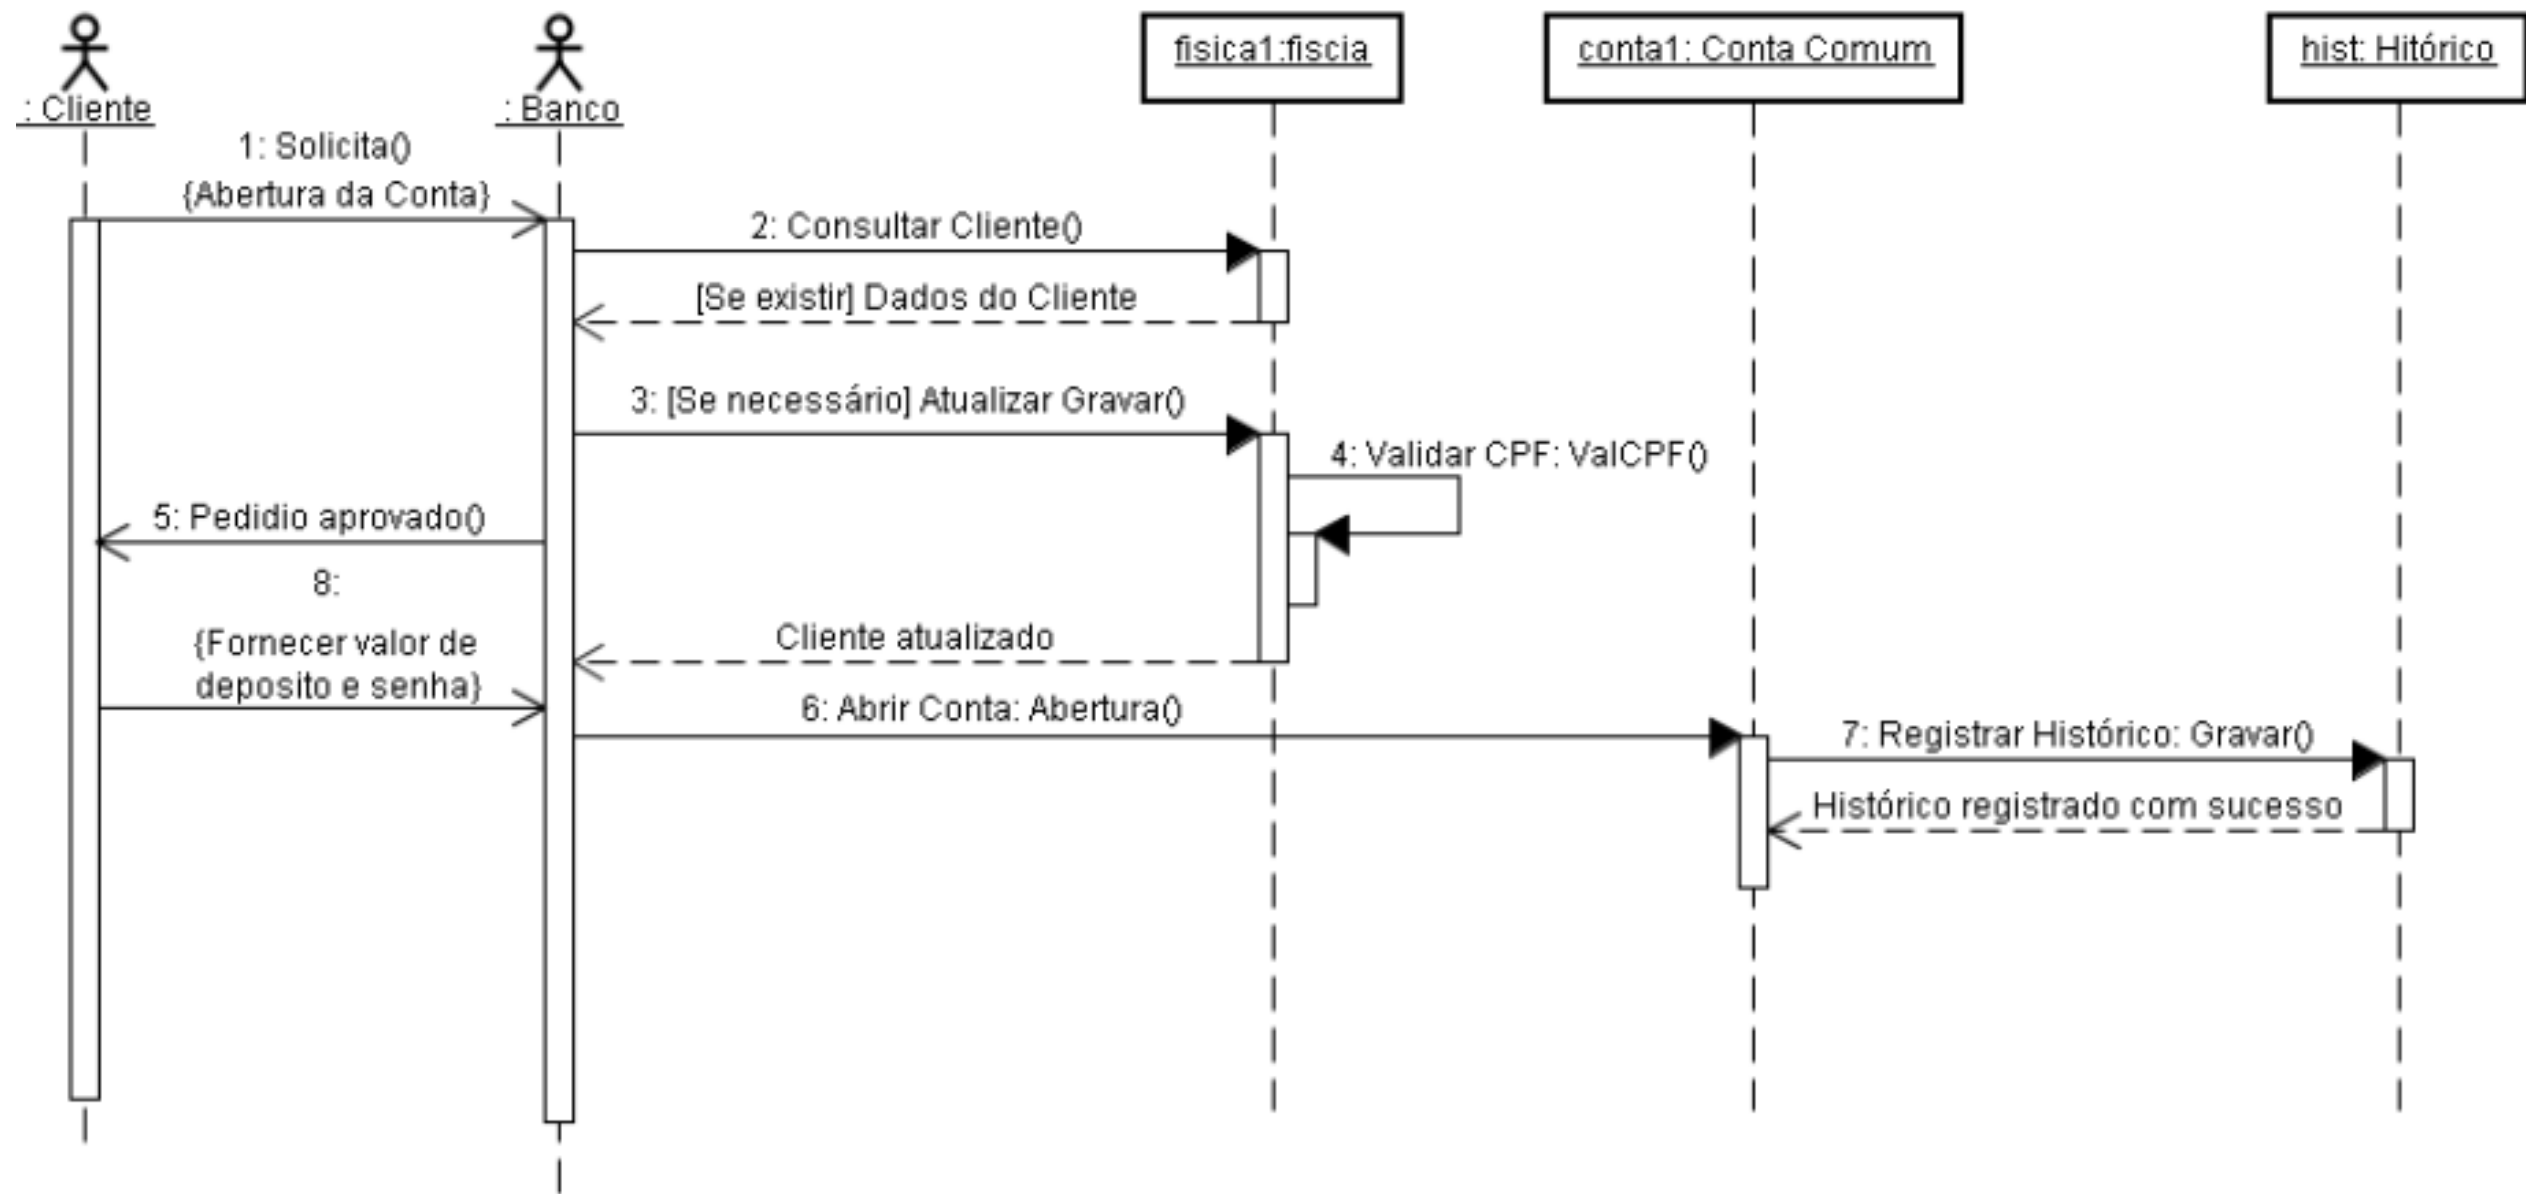 : Cliente
: Banco
fisica1:fiscia
conta1: Conta Comum
hist: Hitórico
1: Solicita()
{Abertura da Conta}
2: Consultar Cliente()
[Se existir] Dados do Cliente
3: [Se necessário] Atualizar Gravar()
4: Validar CPF: ValCPF()
5: Pedidio aprovado()
8:
{Fornecer valor de
deposito e senha}
Cliente atualizado
6: Abrir Conta: Abertura()
7: Registrar Histórico: Gravar()
Histórico registrado com sucesso